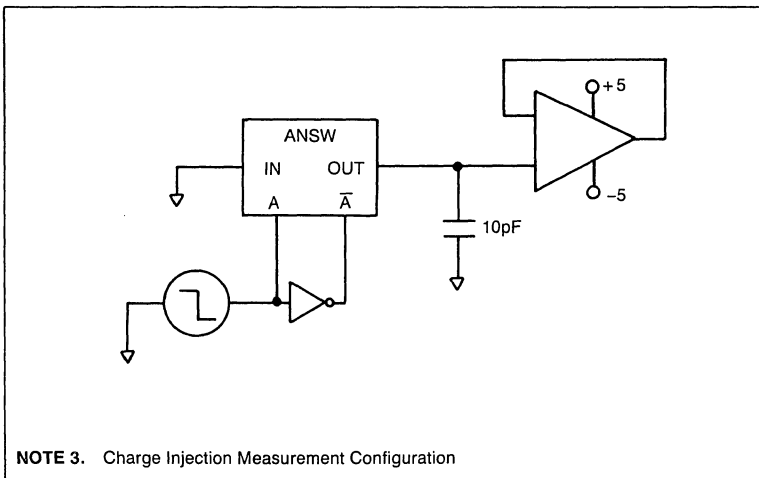 ANSW
IN OUT
A A̅
+5
-5
10pF
NOTE 3. Charge Injection Measurement Configuration